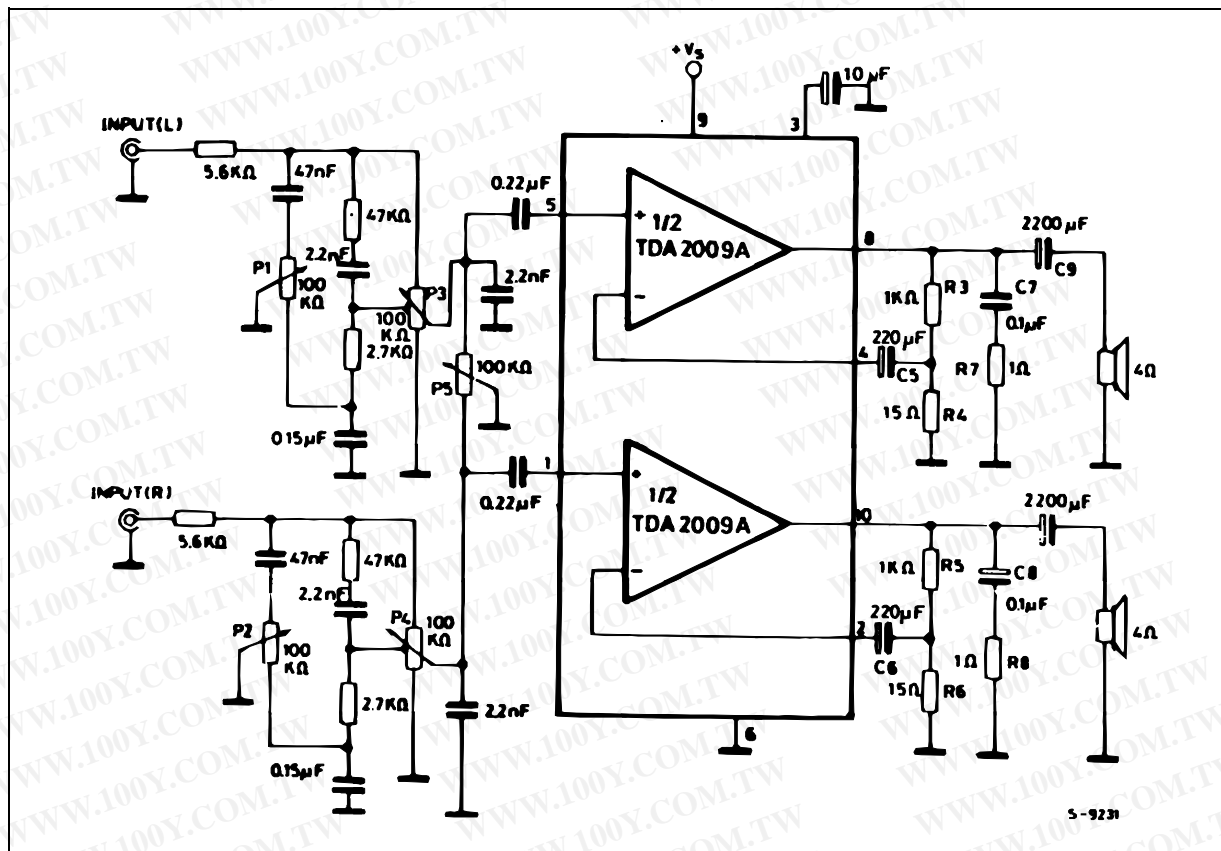 +Vs
10 µF
9
3
INPUT(L)
5.6KΩ
47nF
47KΩ
2.2nF
P1
100
KΩ
P3
100
KΩ
2.7KΩ
015µF
0.22µF
5
2.2nF
100KΩ
P5
0.22µF
1
1/2
TDA 2009A
+
−
8
4
1KΩ
R3
220µF
C5
15Ω
R4
C7
0.1µF
R7
1Ω
2200µF
C9
4Ω
INPUT(R)
5.6KΩ
47nF
47KΩ
2.2nF
P2
100
KΩ
P4
100
KΩ
2.7KΩ
0.15µF
2.2nF
1/2
TDA 2009A
+
−
10
2
6
1KΩ
R5
220µF
C6
15Ω
R6
C8
0.1µF
1Ω
R8
2200µF
4Ω
S-9231
WWW.100Y.COM.TW